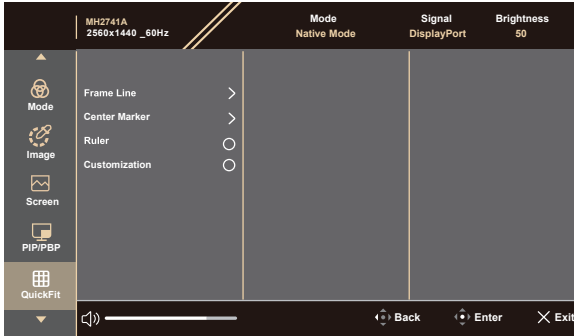 MH2741A
2560x1440 _60Hz
Mode
Native Mode
Signal
DisplayPort
Brightness
50
Mode
Image
Screen
PIP/PBP
QuickFit
Frame Line
Center Marker
Ruler
Customization
Back
Enter
Exit